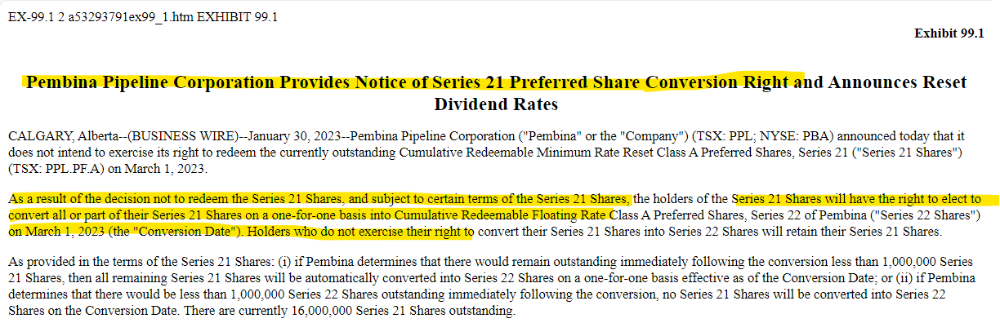 EX-99.1 2 a53293791ex99_1.htm EXHIBIT 99.1
Exhibit 99.1
Pembina Pipeline Corporation Provides Notice of Series 21 Preferred Share Conversion Right and Announces Reset
Dividend Rates
CALGARY, Alberta--(BUSINESS WIRE)--January 30, 2023--Pembina Pipeline Corporation ("Pembina" or the "Company") (TSX: PPL; NYSE: PBA) announced today that it
does not intend to exercise its right to redeem the currently outstanding Cumulative Redeemable Minimum Rate Reset Class A Preferred Shares, Series 21 ("Series 21 Shares")
(TSX: PPL.PF.A) on March 1, 2023.
As a result of the decision not to redeem the Series 21 Shares, and subject to certain terms of the Series 21 Shares, the holders of the Series 21 Shares will have the right to elect to
convert all or part of their Series 21 Shares on a one-for-one basis into Cumulative Redeemable Floating Rate Class A Preferred Shares, Series 22 of Pembina ("Series 22 Shares")
on March 1, 2023 (the "Conversion Date"). Holders who do not exercise their right to convert their Series 21 Shares into Series 22 Shares will retain their Series 21 Shares.
As provided in the terms of the Series 21 Shares: (i) if Pembina determines that there would remain outstanding immediately following the conversion less than 1,000,000 Series
21 Shares, then all remaining Series 21 Shares will be automatically converted into Series 22 Shares on a one-for-one basis effective as of the Conversion Date; or (ii) if Pembina
determines that there would be less than 1,000,000 Series 22 Shares outstanding immediately following the conversion, no Series 21 Shares will be converted into Series 22
Shares on the Conversion Date. There are currently 16,000,000 Series 21 Shares outstanding.